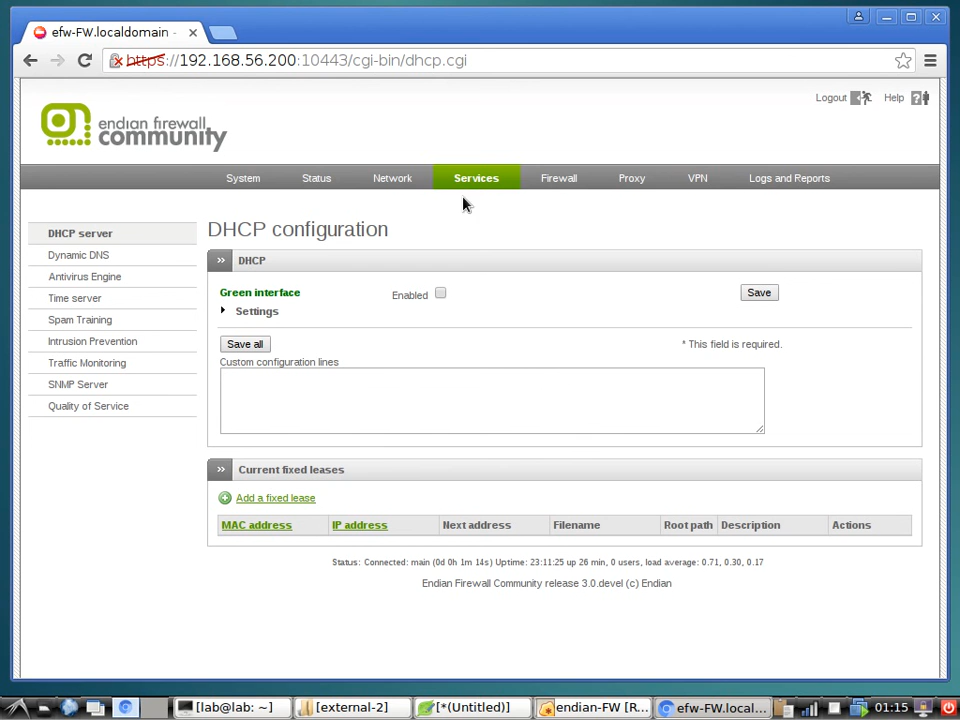 efw-FW.localdomain -
https://192.168.56.200:10443/cgi-bin/dhcp.cgi
Logout
Help
endian firewall
community
System Status Network Services Firewall Proxy VPN Logs and Reports
DHCP server
Dynamic DNS
Antivirus Engine
Time server
Spam Training
Intrusion Prevention
Traffic Monitoring
SNMP Server
Quality of Service
DHCP configuration
DHCP
Green interface Enabled Save
Settings
Save all * This field is required.
Custom configuration lines
Current fixed leases
Add a fixed lease
MAC address IP address Next address Filename Root path Description Actions
Status: Connected: main (0d 0h 1m 14s) Uptime: 23:11:25 up 26 min, 0 users, load average: 0.71, 0.30, 0.17
Endian Firewall Community release 3.0.devel (c) Endian
[lab@lab: ~] [external-2] [*(Untitled)] endian-FW [R... efw-FW.local... 01:15